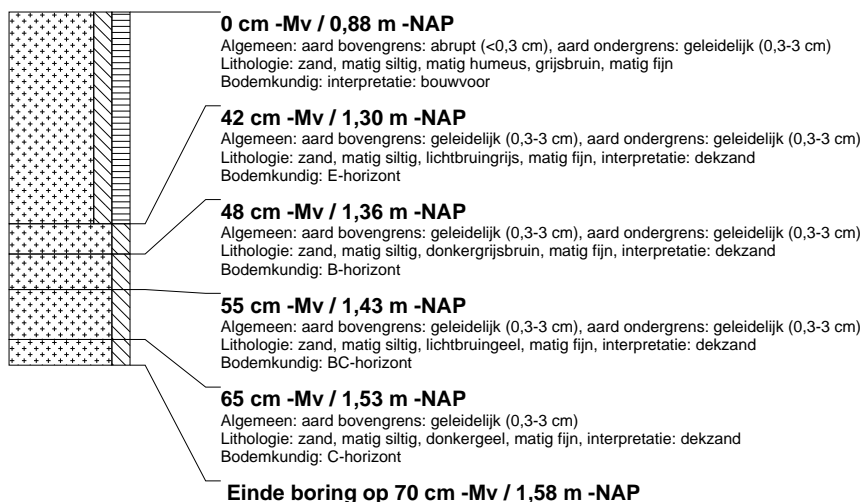 0 cm -Mv / 0,88 m -NAP
Algemeen: aard bovengrens: abrupt (<0,3 cm), aard ondergrens: geleidelijk (0,3-3 cm)
Lithologie: zand, matig siltig, matig humeus, grijsbruin, matig fijn
Bodemkundig: interpretatie: bouwvoor
42 cm -Mv / 1,30 m -NAP
Algemeen: aard bovengrens: geleidelijk (0,3-3 cm), aard ondergrens: geleidelijk (0,3-3 cm)
Lithologie: zand, matig siltig, lichtbruingrijs, matig fijn, interpretatie: dekzand
Bodemkundig: E-horizont
48 cm -Mv / 1,36 m -NAP
Algemeen: aard bovengrens: geleidelijk (0,3-3 cm), aard ondergrens: geleidelijk (0,3-3 cm)
Lithologie: zand, matig siltig, donkergrijsbruin, matig fijn, interpretatie: dekzand
Bodemkundig: B-horizont
55 cm -Mv / 1,43 m -NAP
Algemeen: aard bovengrens: geleidelijk (0,3-3 cm), aard ondergrens: geleidelijk (0,3-3 cm)
Lithologie: zand, matig siltig, lichtbruingeel, matig fijn, interpretatie: dekzand
Bodemkundig: BC-horizont
65 cm -Mv / 1,53 m -NAP
Algemeen: aard bovengrens: geleidelijk (0,3-3 cm)
Lithologie: zand, matig siltig, donkergeel, matig fijn, interpretatie: dekzand
Bodemkundig: C-horizont
Einde boring op 70 cm -Mv / 1,58 m -NAP